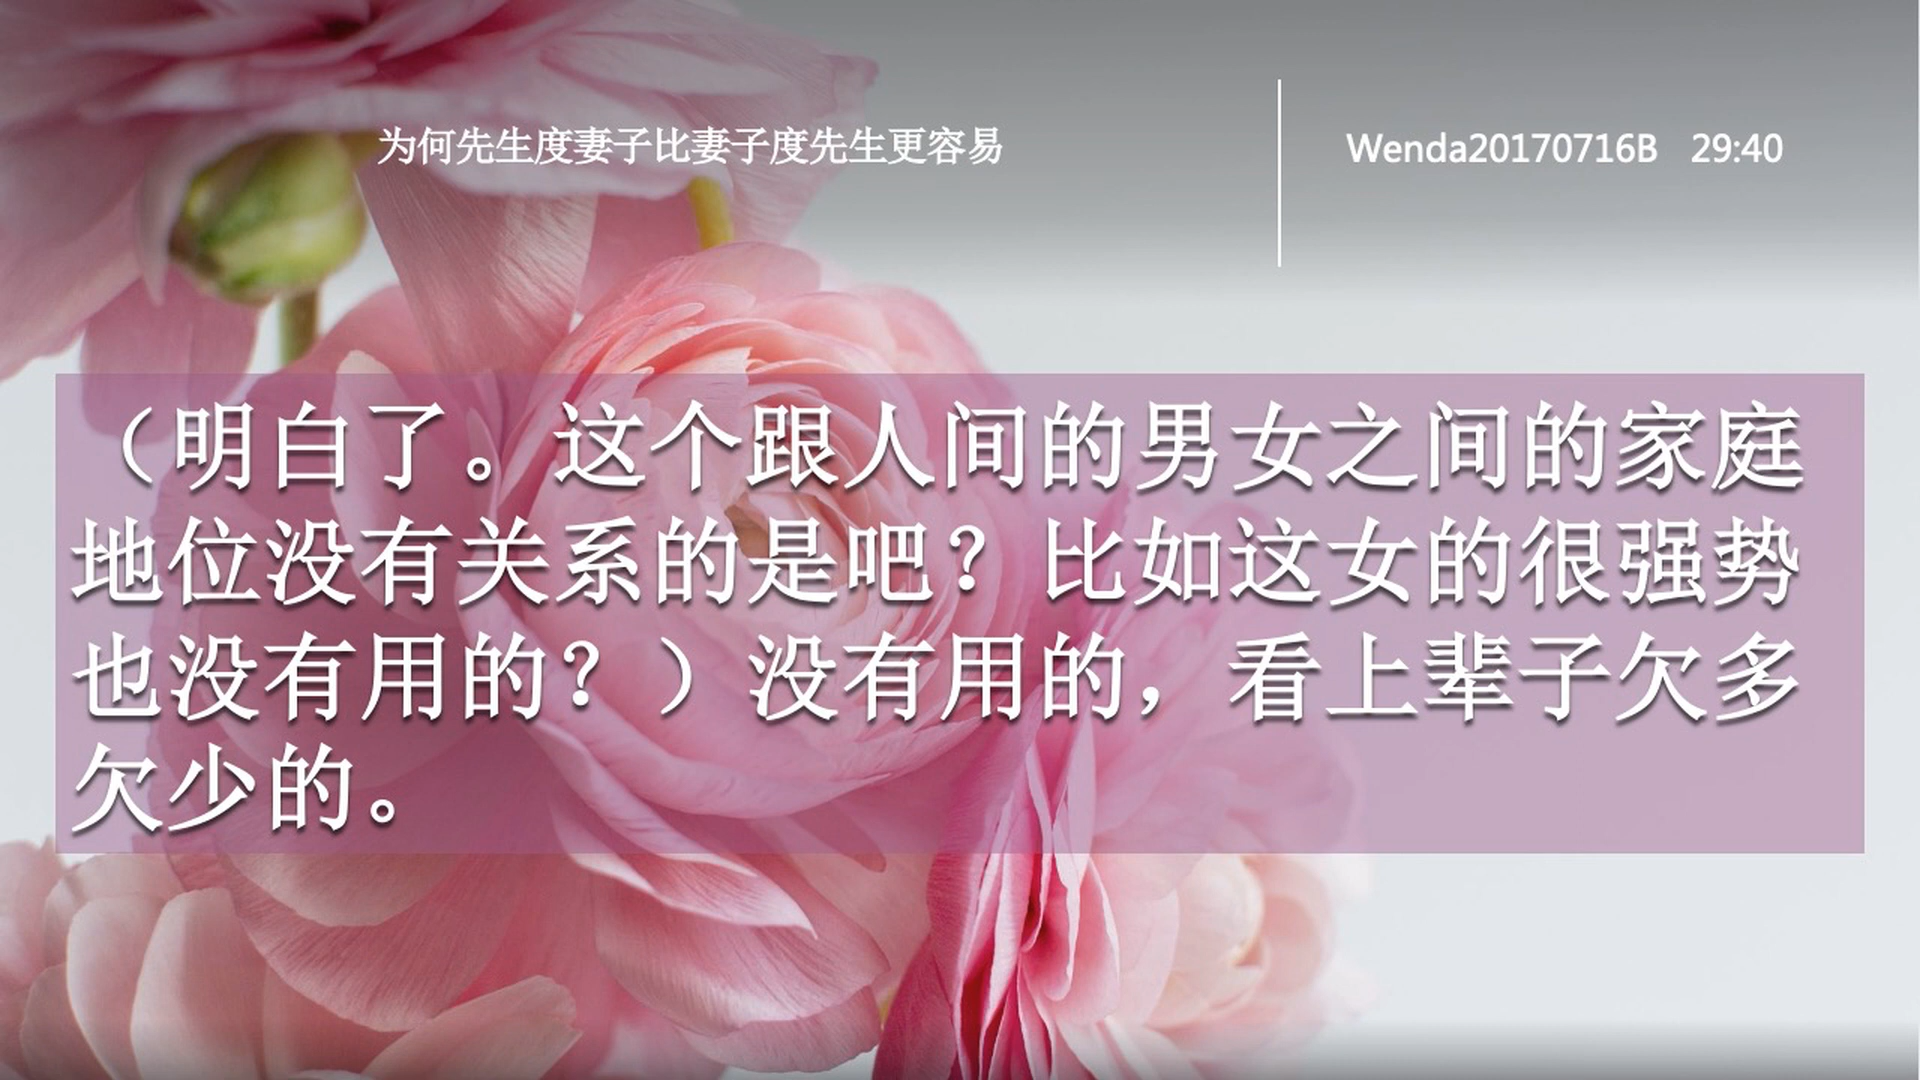 为何先生度妻子比妻子度先生更容易
Wenda20170716B 29:40
（明白了。这个跟人间的男女之间的家庭
地位没有关系的是吧？比如这女的很强势
也没有用的？）没有用的，看上辈子欠多
欠少的。